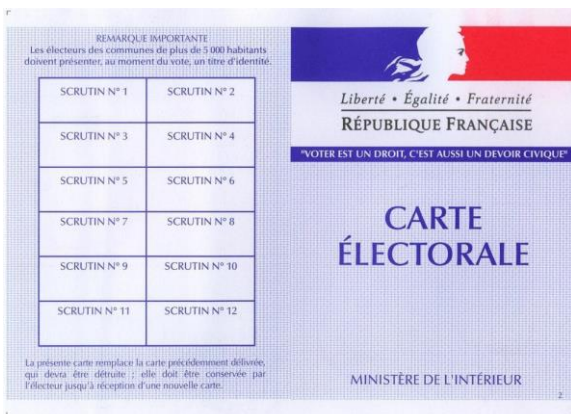 REMARQUE IMPORTANTE
Les électeurs des communes de plus de 5 000 habitants
doivent présenter, au moment du vote, un titre d'identité.
SCRUTIN N° 1 SCRUTIN N° 2
SCRUTIN N° 3 SCRUTIN N° 4
SCRUTIN N° 5 SCRUTIN N° 6
SCRUTIN N° 7 SCRUTIN N° 8
SCRUTIN N° 9 SCRUTIN N° 10
SCRUTIN N° 11 SCRUTIN N° 12
La présente carte remplace la carte précédemment délivrée,
qui devra être détruite ; elle doit être conservée par
l'électeur jusqu'à réception d'une nouvelle carte.
Liberté • Égalité • Fraternité
RÉPUBLIQUE FRANÇAISE
"VOTER EST UN DROIT, C'EST AUSSI UN DEVOIR CIVIQUE"
CARTE
ÉLECTORALE
MINISTÈRE DE L'INTÉRIEUR
2